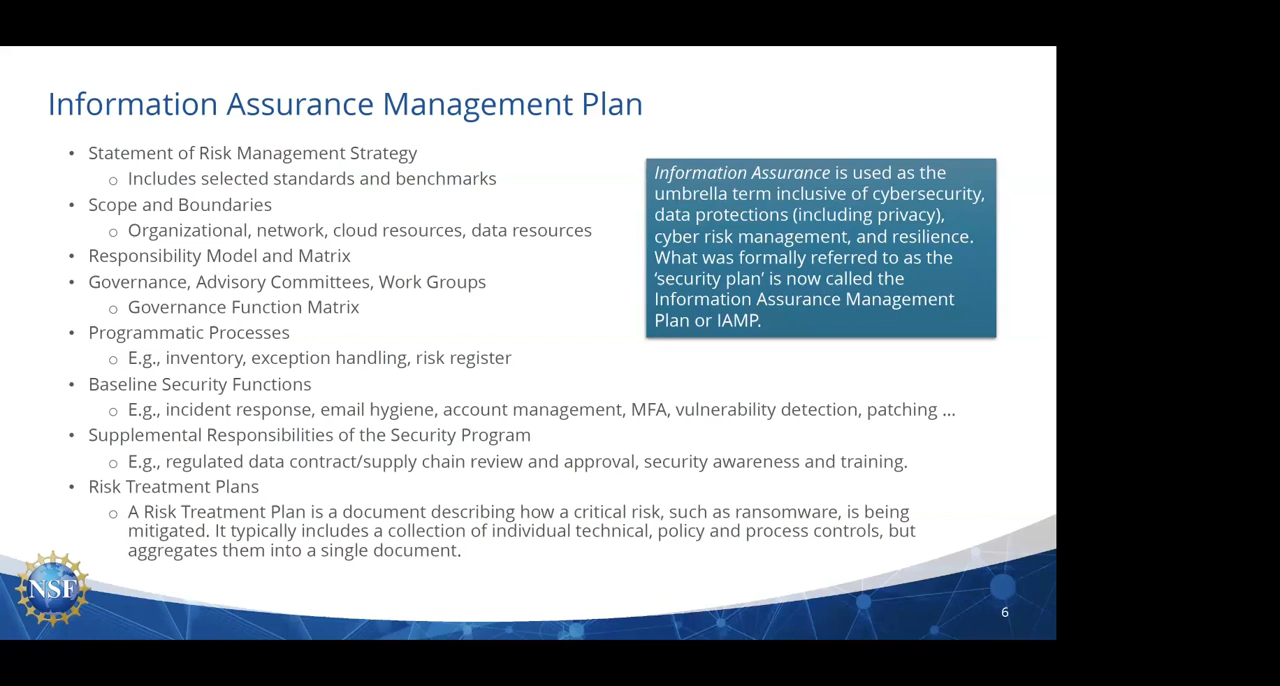 Information Assurance Management Plan
• Statement of Risk Management Strategy
o Includes selected standards and benchmarks
• Scope and Boundaries
o Organizational, network, cloud resources, data resources
• Responsibility Model and Matrix
• Governance, Advisory Committees, Work Groups
o Governance Function Matrix
• Programmatic Processes
o E.g., inventory, exception handling, risk register
• Baseline Security Functions
o E.g., incident response, email hygiene, account management, MFA, vulnerability detection, patching ...
• Supplemental Responsibilities of the Security Program
o E.g., regulated data contract/supply chain review and approval, security awareness and training.
• Risk Treatment Plans
o A Risk Treatment Plan is a document describing how a critical risk, such as ransomware, is being
mitigated. It typically includes a collection of individual technical, policy and process controls, but
aggregates them into a single document.
Information Assurance is used as the
umbrella term inclusive of cybersecurity,
data protections (including privacy),
cyber risk management, and resilience.
What was formally referred to as the
‘security plan’ is now called the
Information Assurance Management
Plan or IAMP.
NSF
6